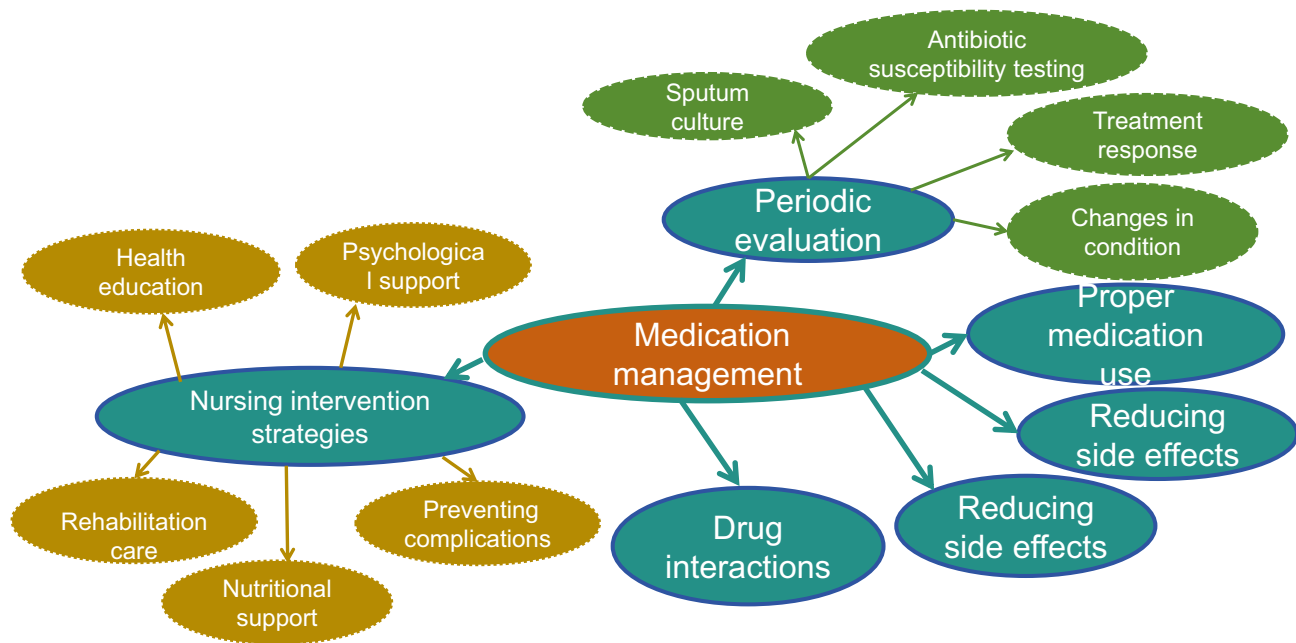 Antibiotic
susceptibility testing
Sputum
culture
Treatment
response
Periodic
evaluation
Changes in
condition
Health
education
Psychologica
l support
Proper
medication
use
Medication
management
Nursing intervention
strategies
Reducing
side effects
Rehabilitation
care
Preventing
complications
Drug
interactions
Reducing
side effects
Nutritional
support